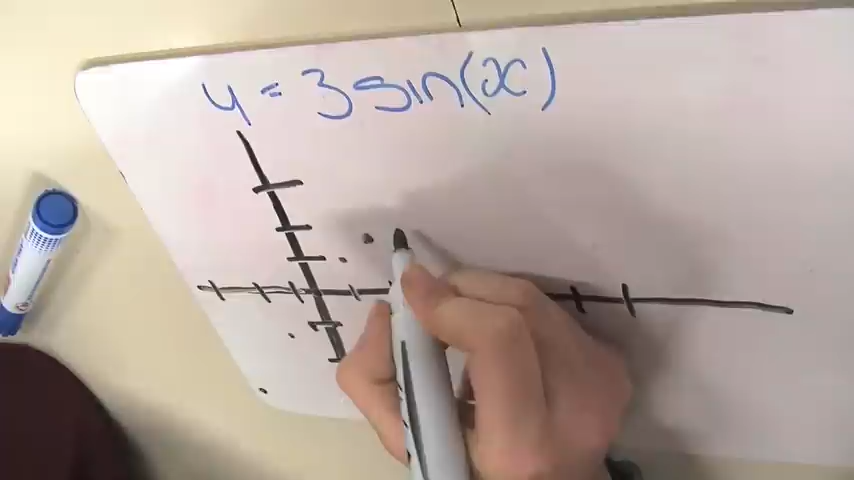 y = 3sin(x)